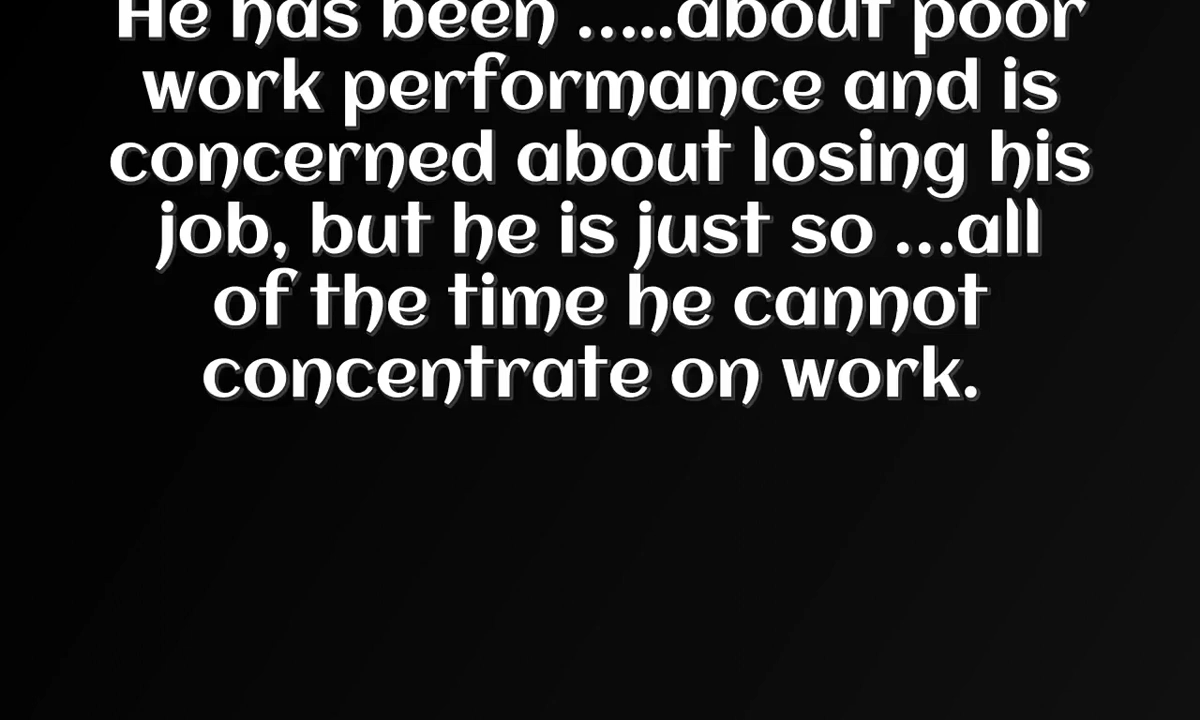 He has been .....about poor
work performance and is
concerned about losing his
job, but he is just so ...all
of the time he cannot
concentrate on work.